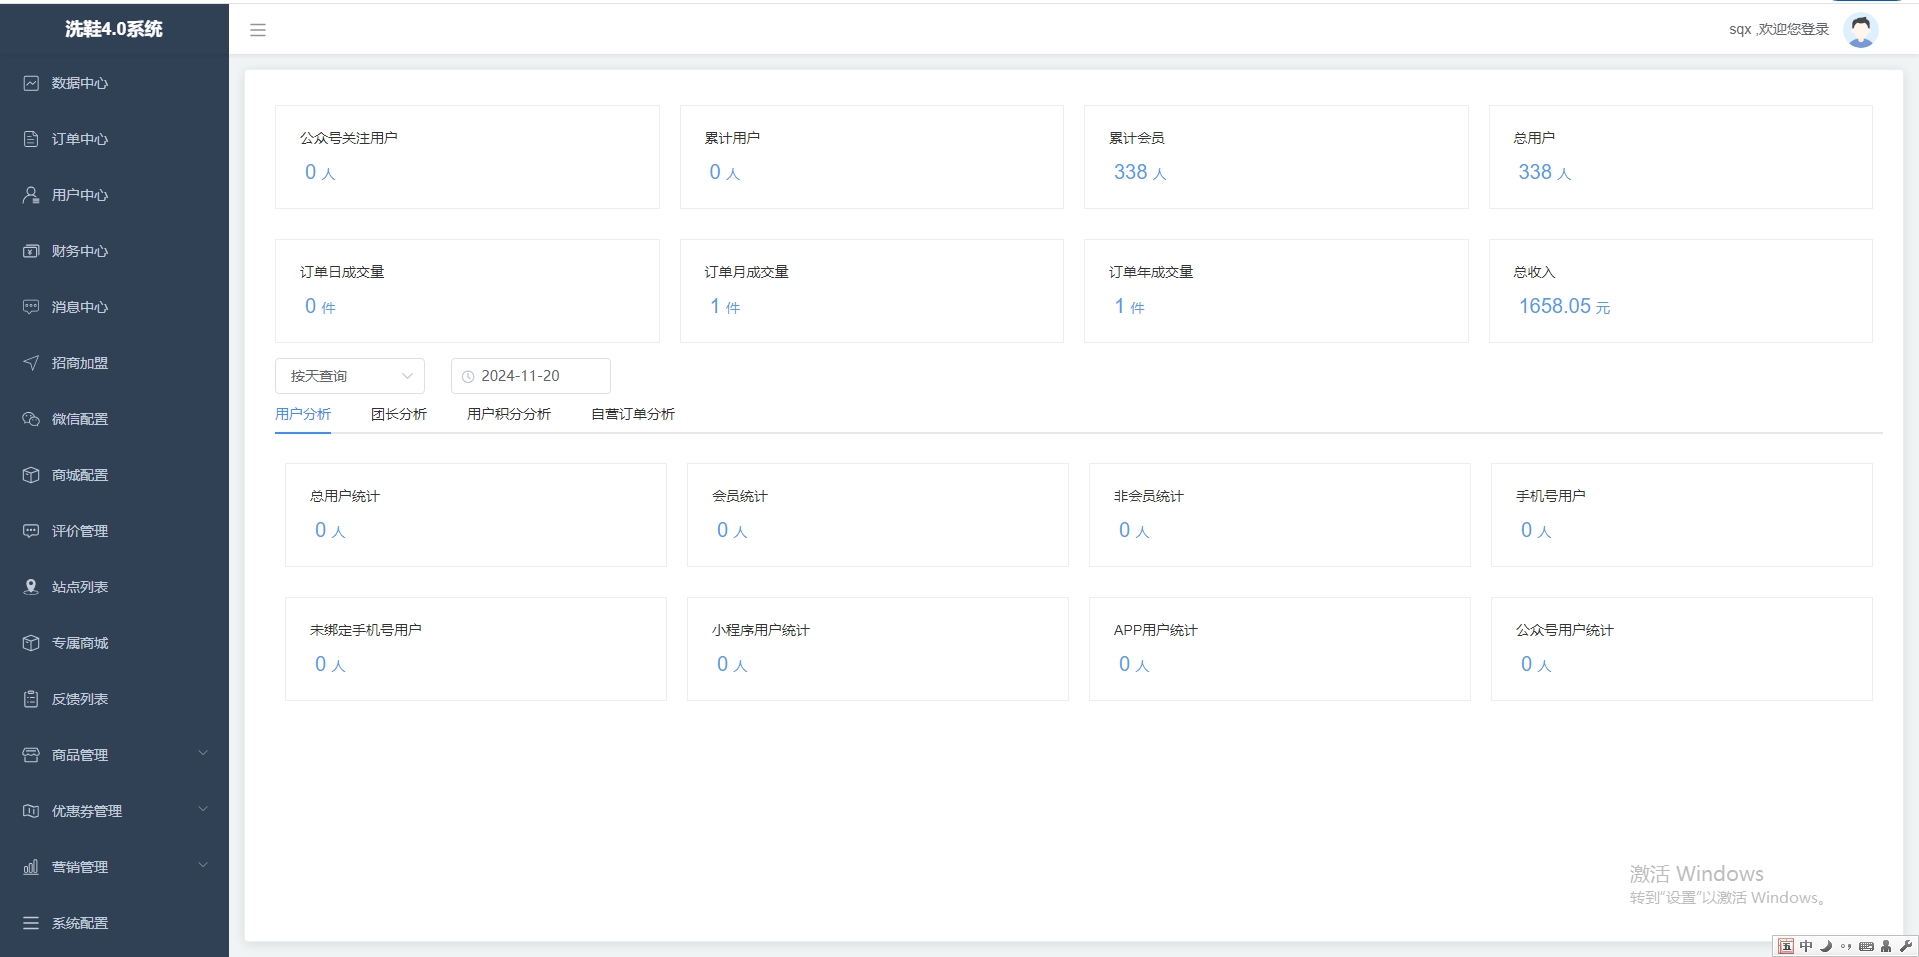 洗鞋4.0系统
sqx ,欢迎您登录
数据中心
订单中心
用户中心
财务中心
消息中心
招商加盟
微信配置
商城配置
评价管理
站点列表
专属商城
反馈列表
商品管理
优惠券管理
营销管理
系统配置
公众号关注用户
0 人
累计用户
0 人
累计会员
338 人
总用户
338 人
订单日成交量
0 件
订单月成交量
1 件
订单年成交量
1 件
总收入
1658.05 元
按天查询
2024-11-20
用户分析 团长分析 用户积分分析 自营订单分析
总用户统计
0 人
会员统计
0 人
非会员统计
0 人
手机号用户
0 人
未绑定手机号用户
0 人
小程序用户统计
0 人
APP用户统计
0 人
公众号用户统计
0 人
激活 Windows
转到“设置”以激活 Windows。
五 中